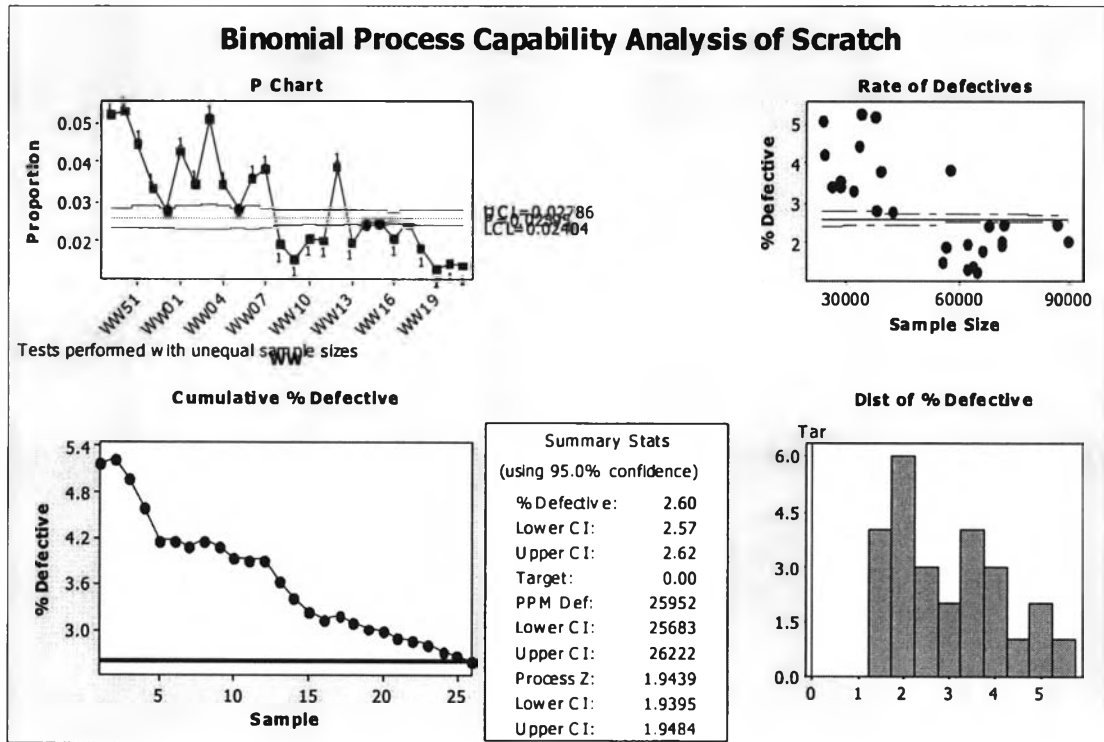 Binomial Process Capability Analysis of Scratch
P Chart
Proportion
0.05
0.04
0.03
0.02
UCL=0.02786
LCL=0.02404
WW51
WW01
WW04
WW07
WW10
WW13
WW16
WW19
Tests performed with unequal sample sizes
WW
Rate of Defectives
% Defective
5
4
3
2
30000
60000
90000
Sample Size
Cumulative % Defective
% Defective
5.4
4.8
4.2
3.6
3.0
5
10
15
20
25
Sample
Summary Stats
(using 95.0% confidence)
% Defective: 2.60
Lower CI: 2.57
Upper CI: 2.62
Target: 0.00
PPM Def: 25952
Lower CI: 25683
Upper CI: 26222
Process Z: 1.9439
Lower CI: 1.9395
Upper CI: 1.9484
Dist of % Defective
Tar
6.0
4.5
3.0
1.5
0.0
0
1
2
3
4
5